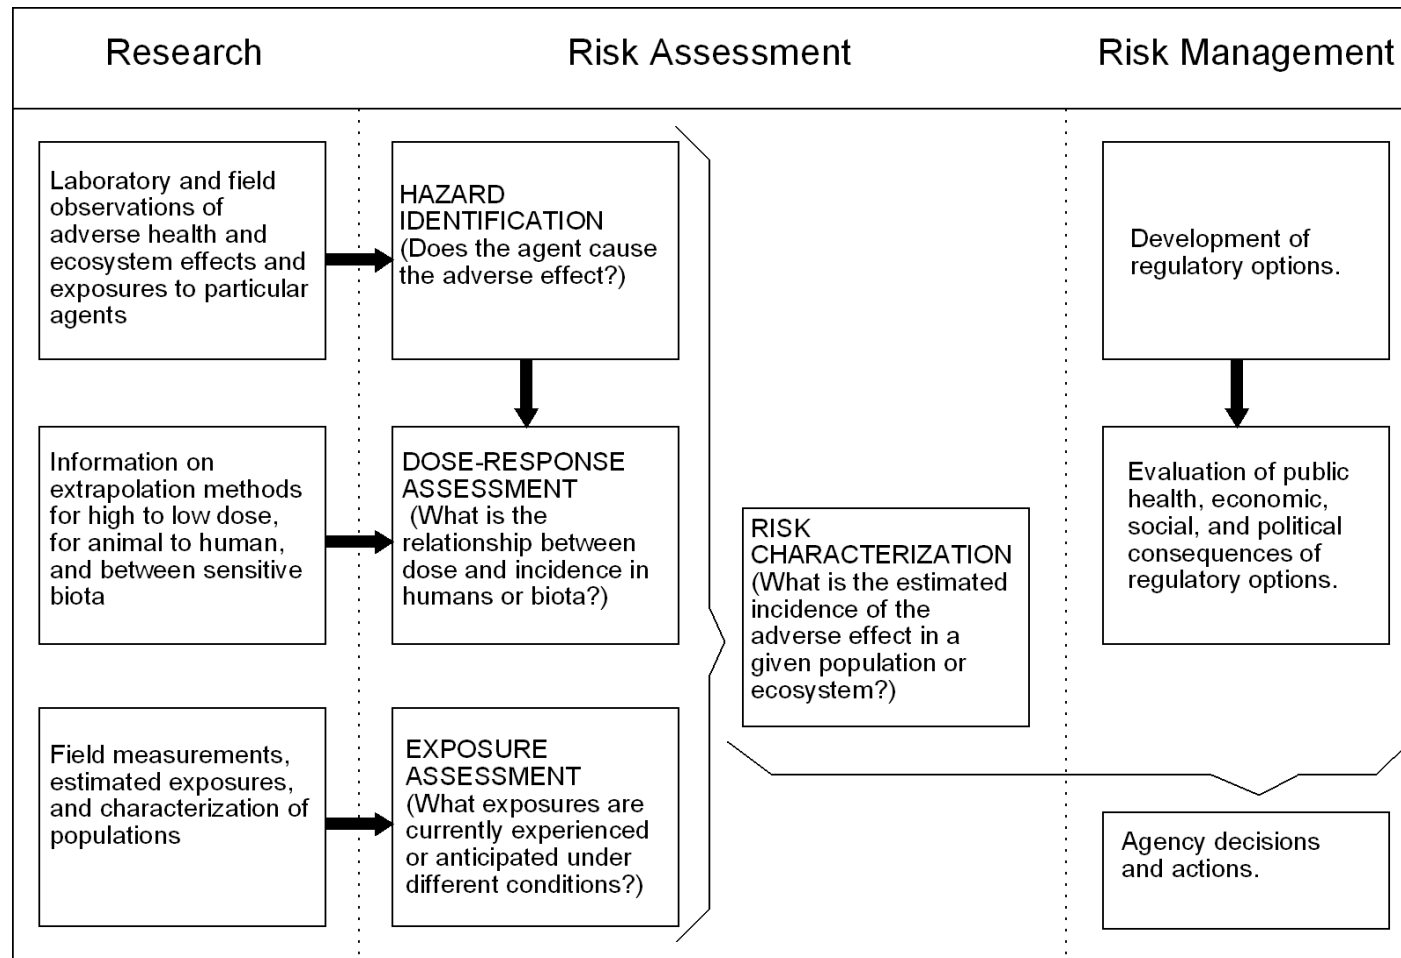 Research
Risk Assessment
Risk Management
Laboratory and field
observations of
adverse health and
ecosystem effects and
exposures to particular
agents
HAZARD
IDENTIFICATION
(Does the agent cause
the adverse effect?)
Development of
regulatory options.
Information on
extrapolation methods
for high to low dose,
for animal to human,
and between sensitive
biota
DOSE-RESPONSE
ASSESSMENT
(What is the
relationship between
dose and incidence in
humans or biota?)
RISK
CHARACTERIZATION
(What is the estimated
incidence of the
adverse effect in a
given population or
ecosystem?)
Evaluation of public
health, economic,
social, and political
consequences of
regulatory options.
Field measurements,
estimated exposures,
and characterization of
populations
EXPOSURE
ASSESSMENT
(What exposures are
currently experienced
or anticipated under
different conditions?)
Agency decisions
and actions.